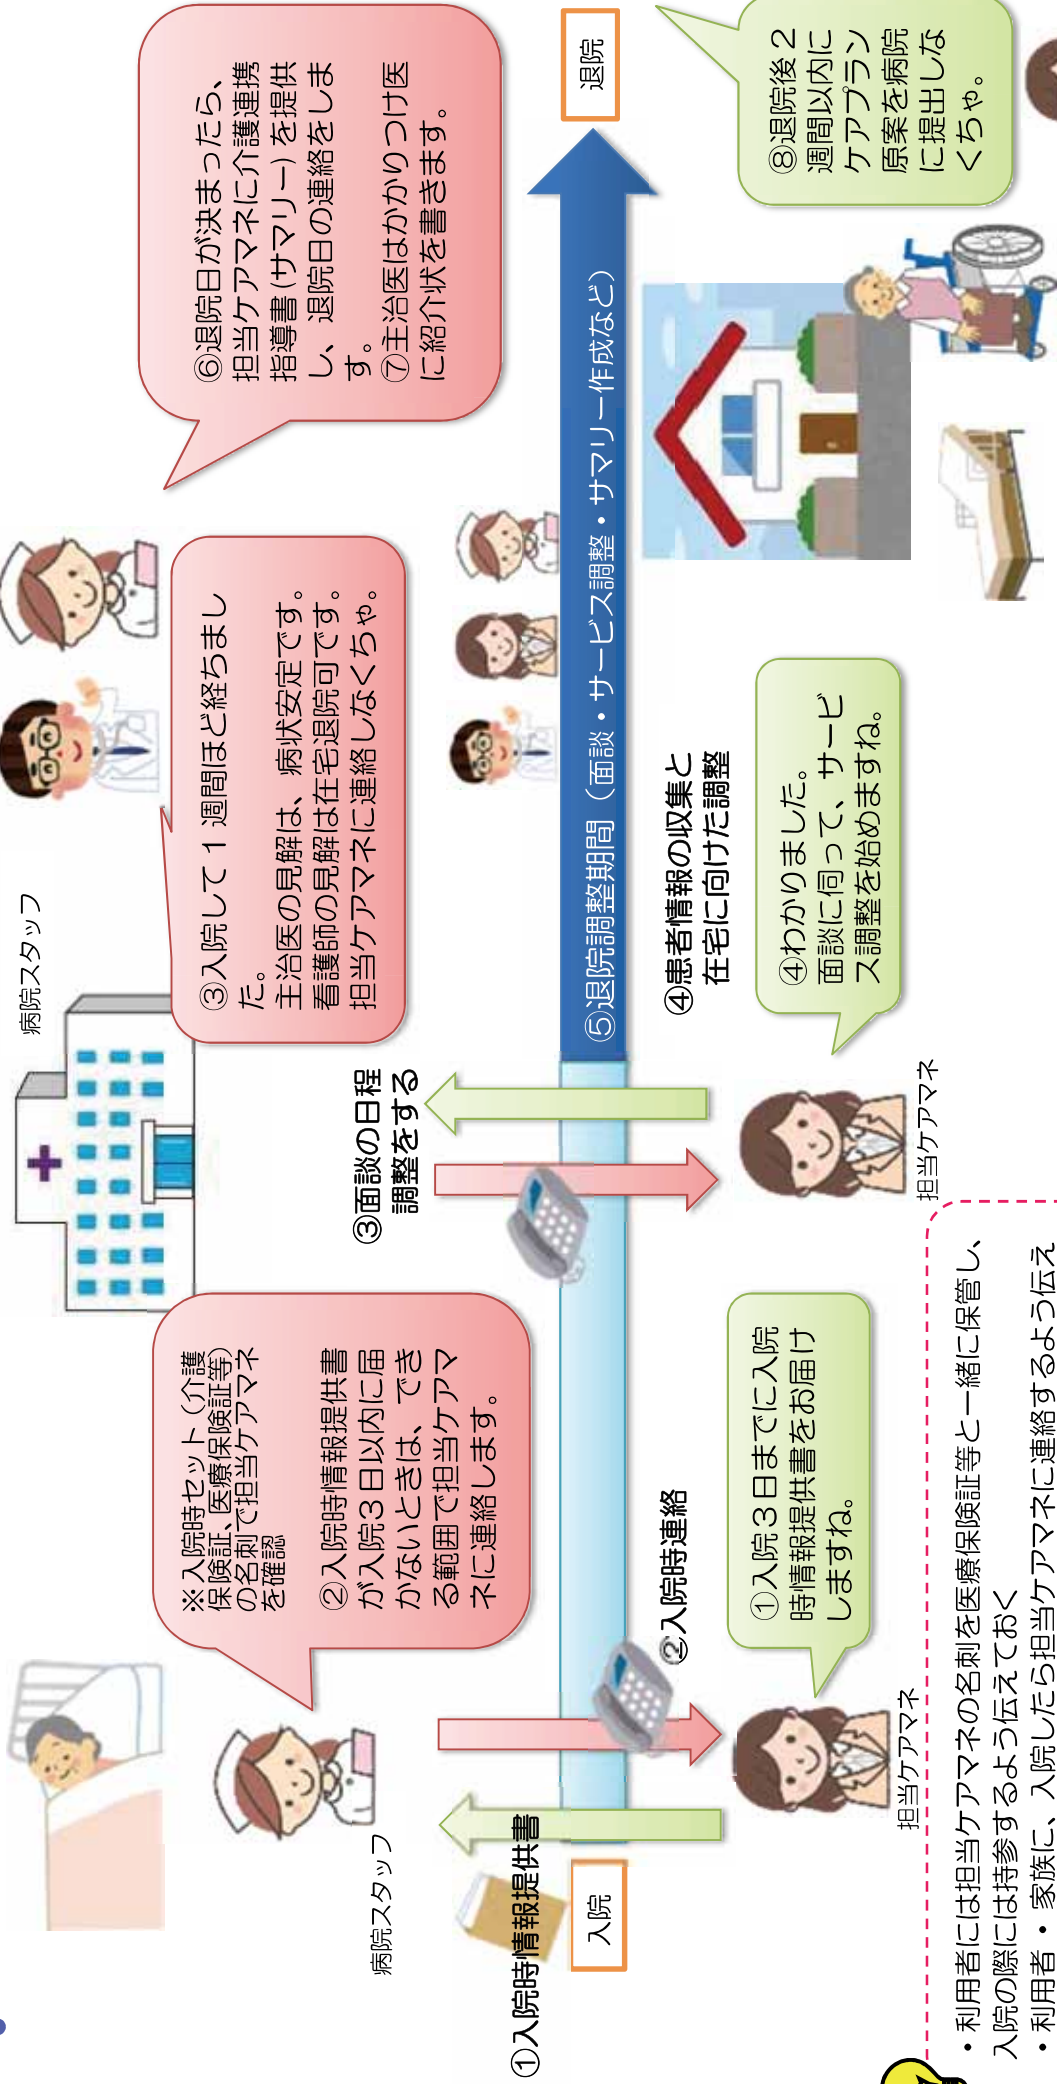 病院スタッフ
※入院時セット（介護
保険証、医療保険証等）
の名刺で担当ケアマネ
を確認
②入院時情報提供書
が入院３日以内に届
かないときは、でき
る範囲で担当ケアマ
ネに連絡します。
①入院時情報提供書
入院
②入院時連絡
①入院３日までに入院
時情報提供書をお届け
しますね。
担当ケアマネ
病院スタッフ
③入院して１週間ほど経ちまし
た。
主治医の見解は、病状安定です。
看護師の見解は在宅退院可です。
担当ケアマネに連絡しなくちゃ。
③面談の日程
調整をする
④患者情報の収集と
在宅に向けた調整
④わかりました。
面談に伺って、サービ
ス調整を始めますね。
担当ケアマネ
⑤退院調整期間（面談・サービス調整・サマリー作成など）
⑥退院日が決まったら、
担当ケアマネに介護連携
指導書(サマリー)を提供
し、退院日の連絡をしま
す。
⑦主治医はかかりつけ医
に紹介状を書きます。
退院
⑧退院後２
週間以内に
ケアプラン
原案を病院
に提出しな
くちゃ。
・利用者には担当ケアマネの名刺を医療保険証等と一緒に保管し、
入院の際には持参するよう伝えておく
・利用者・家族に、入院したら担当ケアマネに連絡するよう伝え